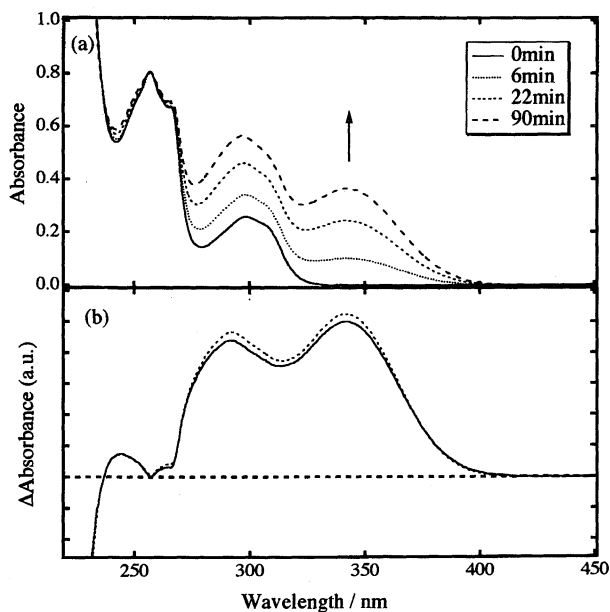 (a)
1.0
0.8
0.6
0.4
0.2
0.0
Absorbance
0min
6min
22min
90min
(b)
ΔAbsorbance (a.u.)
250
300
350
400
450
Wavelength / nm